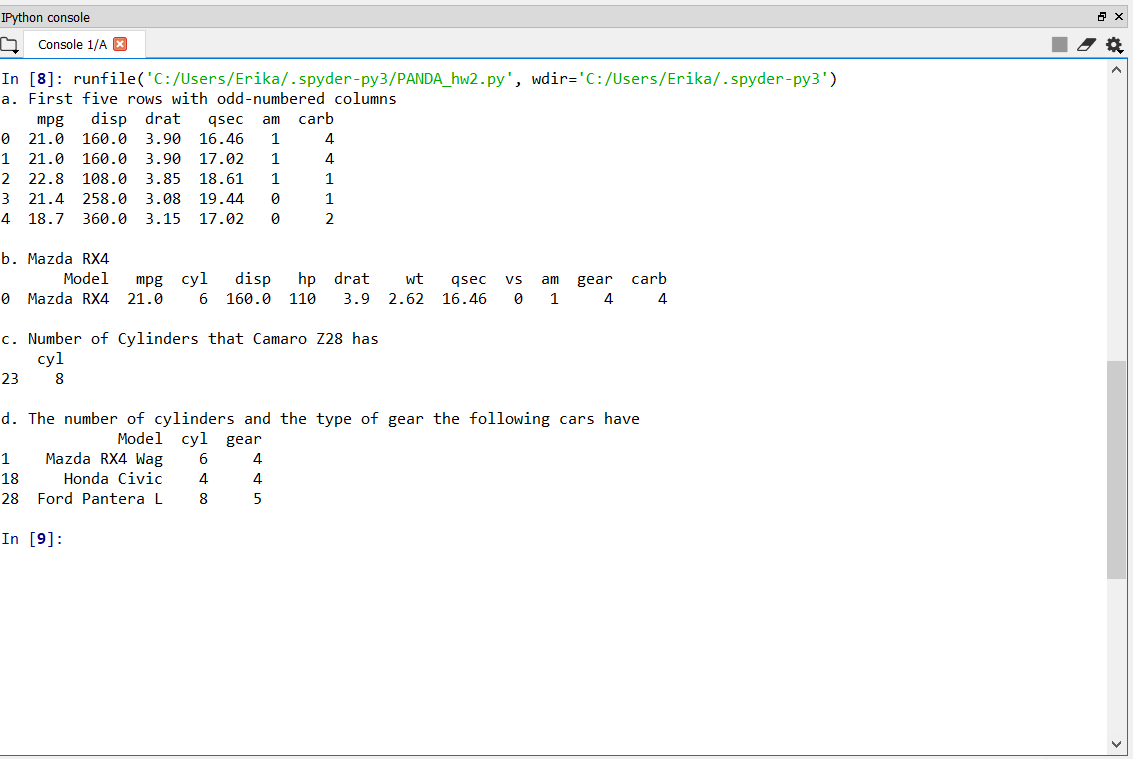 IPython console
Console 1/A
In [8]: runfile('C:/Users/Erika/.spyder-py3/PANDA_hw2.py', wdir='C:/Users/Erika/.spyder-py3')
a. First five rows with odd-numbered columns
    mpg   disp  drat   qsec  am  carb
0  21.0  160.0  3.90  16.46   1     4
1  21.0  160.0  3.90  17.02   1     4
2  22.8  108.0  3.85  18.61   1     1
3  21.4  258.0  3.08  19.44   0     1
4  18.7  360.0  3.15  17.02   0     2
b. Mazda RX4
       Model   mpg  cyl   disp   hp  drat    wt   qsec  vs  am  gear  carb
0  Mazda RX4  21.0    6  160.0  110   3.9  2.62  16.46   0   1     4     4
c. Number of Cylinders that Camaro Z28 has
    cyl
23    8
d. The number of cylinders and the type of gear the following cars have
             Model  cyl  gear
1    Mazda RX4 Wag    6     4
18     Honda Civic    4     4
28  Ford Pantera L    8     5
In [9]: